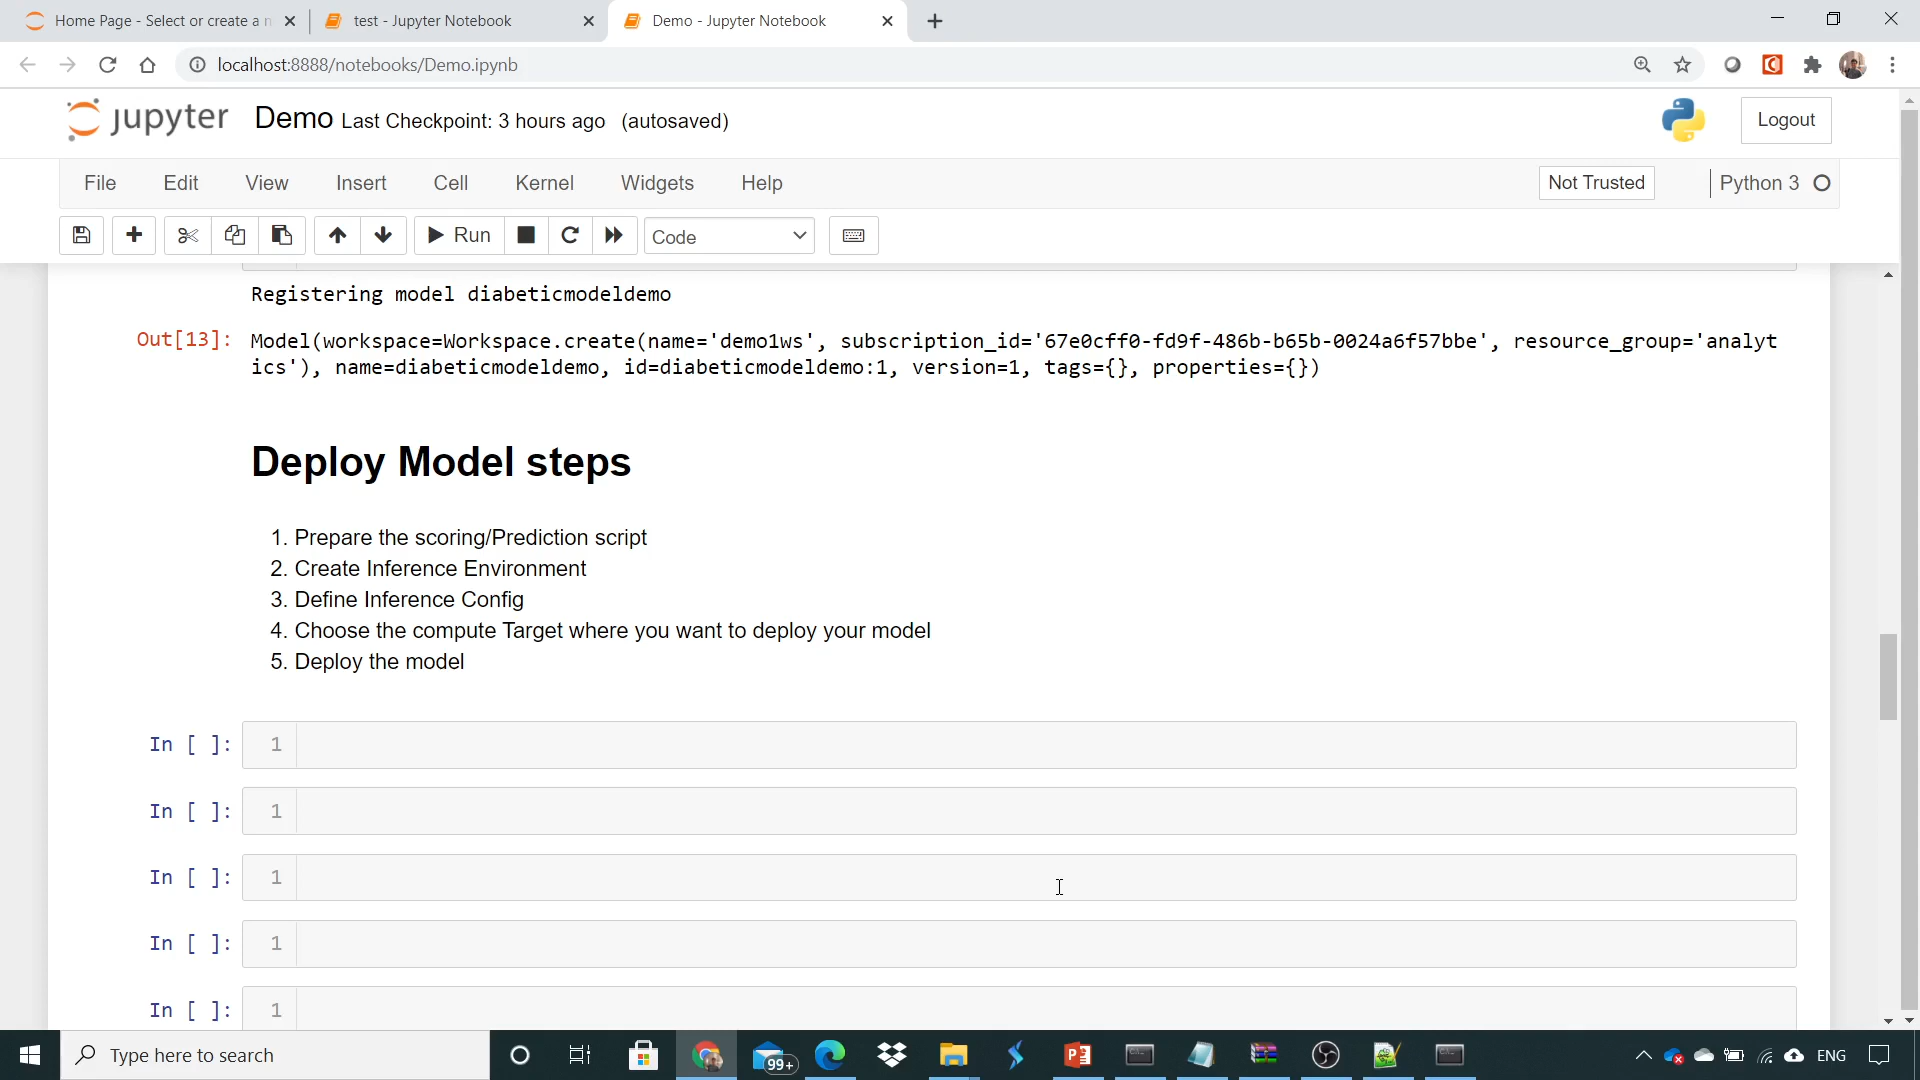 Home Page - Select or create a n
test - Jupyter Notebook
Demo - Jupyter Notebook
localhost:8888/notebooks/Demo.ipynb
jupyter Demo Last Checkpoint: 3 hours ago (autosaved)
Logout
File Edit View Insert Cell Kernel Widgets Help
Not Trusted
Python 3
Run
Code
Registering model diabeticmodeldemo
Out[13]: Model(workspace=Workspace.create(name='demo1ws', subscription_id='67e0cff0-fd9f-486b-b65b-0024a6f57bbe', resource_group='analyt
ics'), name=diabeticmodeldemo, id=diabeticmodeldemo:1, version=1, tags={}, properties={})
Deploy Model steps
1. Prepare the scoring/Prediction script
2. Create Inference Environment
3. Define Inference Config
4. Choose the compute Target where you want to deploy your model
5. Deploy the model
In [ ]: 1
In [ ]: 1
In [ ]: 1
In [ ]: 1
In [ ]: 1
Type here to search
99+
ENG